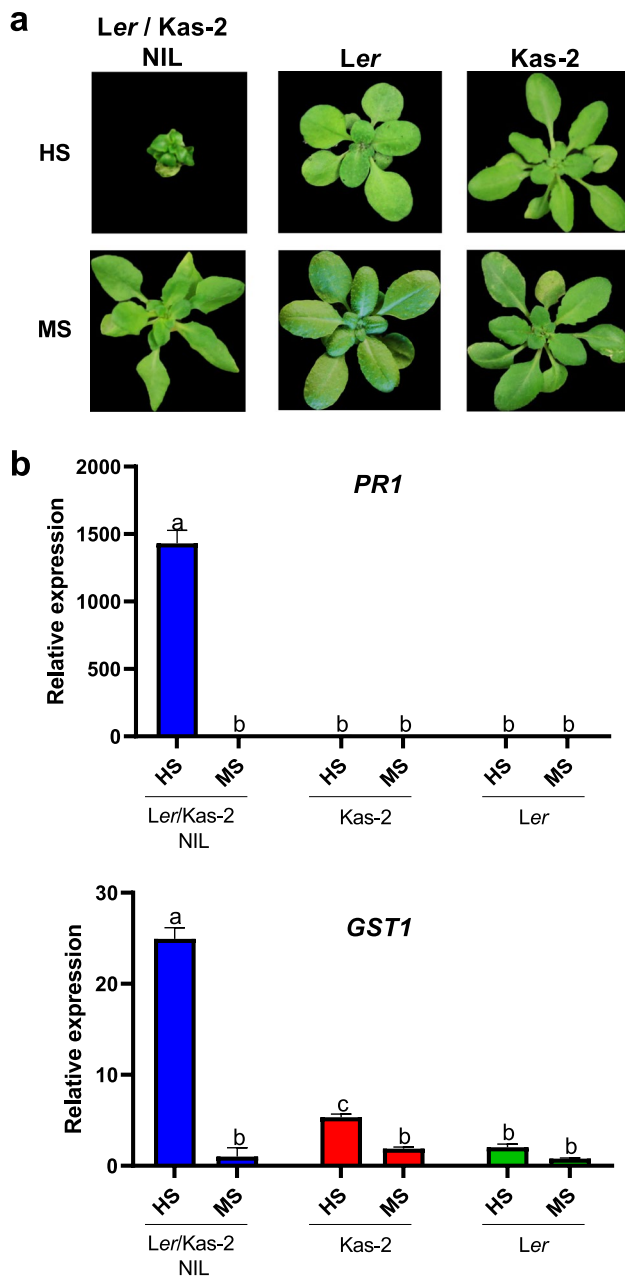 a
Ler / Kas-2
NIL
Ler
Kas-2
HS
MS
b
PR1
Relative expression
2000
1500
1000
500
0
a
b
b
b
b
b
HS
MS
HS
MS
HS
MS
Ler/Kas-2
NIL
Kas-2
Ler
GST1
Relative expression
30
20
10
0
a
b
c
b
b
b
HS
MS
HS
MS
HS
MS
Ler/Kas-2
NIL
Kas-2
Ler